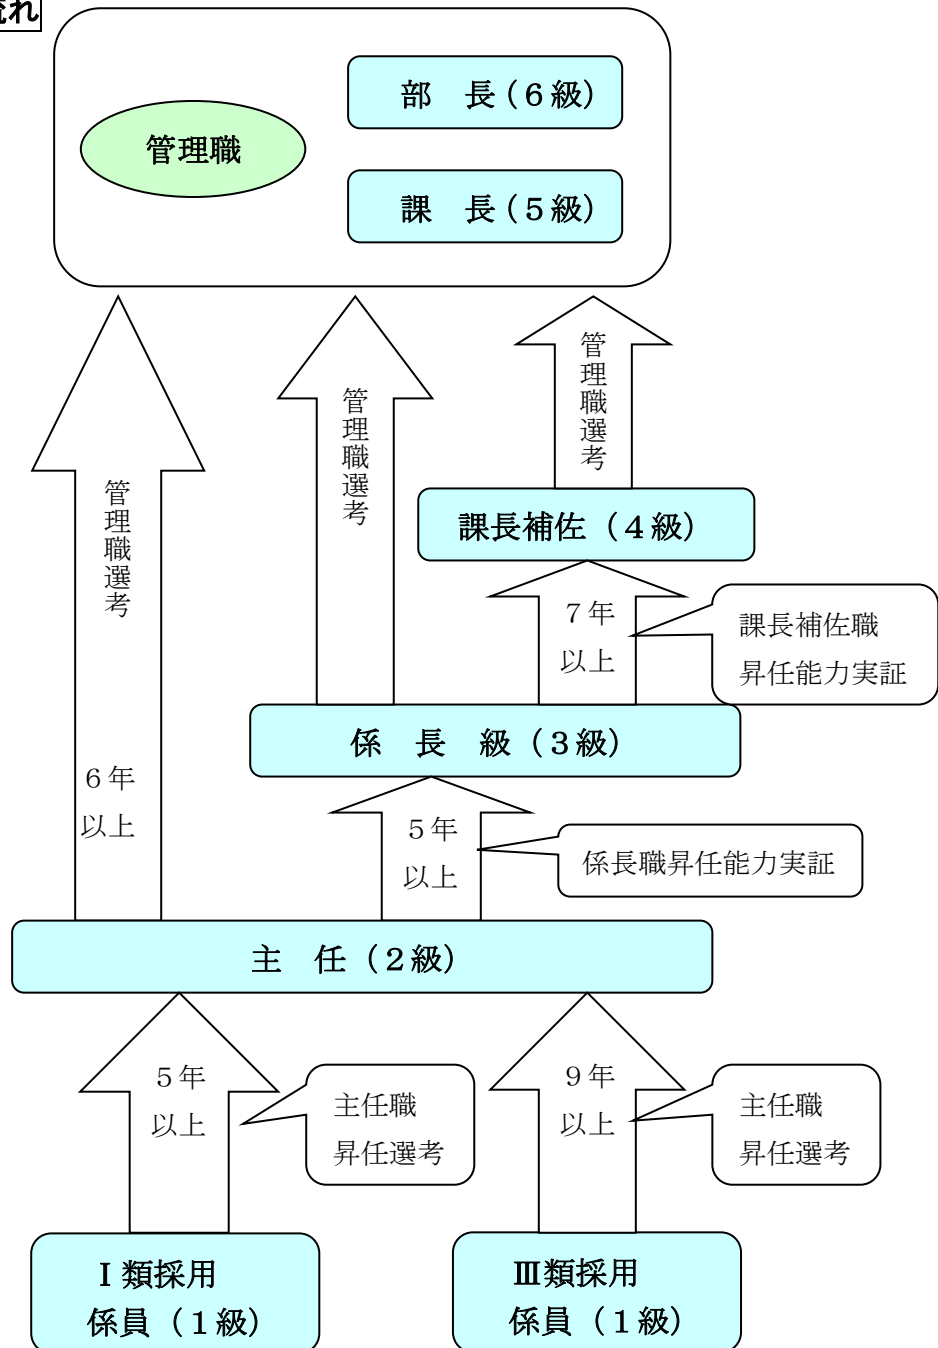 流れ
部　長（６級）
管理職
課　長（５級）
管理職選考
管理職選考
管理職選考
課長補佐（４級）
７年
以上
課長補佐職
昇任能力実証
係　長　級（３級）
６年
以上
５年
以上
係長職昇任能力実証
主　任（２級）
５年
以上
主任職
昇任選考
９年
以上
主任職
昇任選考
Ⅰ類採用
係員（１級）
Ⅲ類採用
係員（１級）